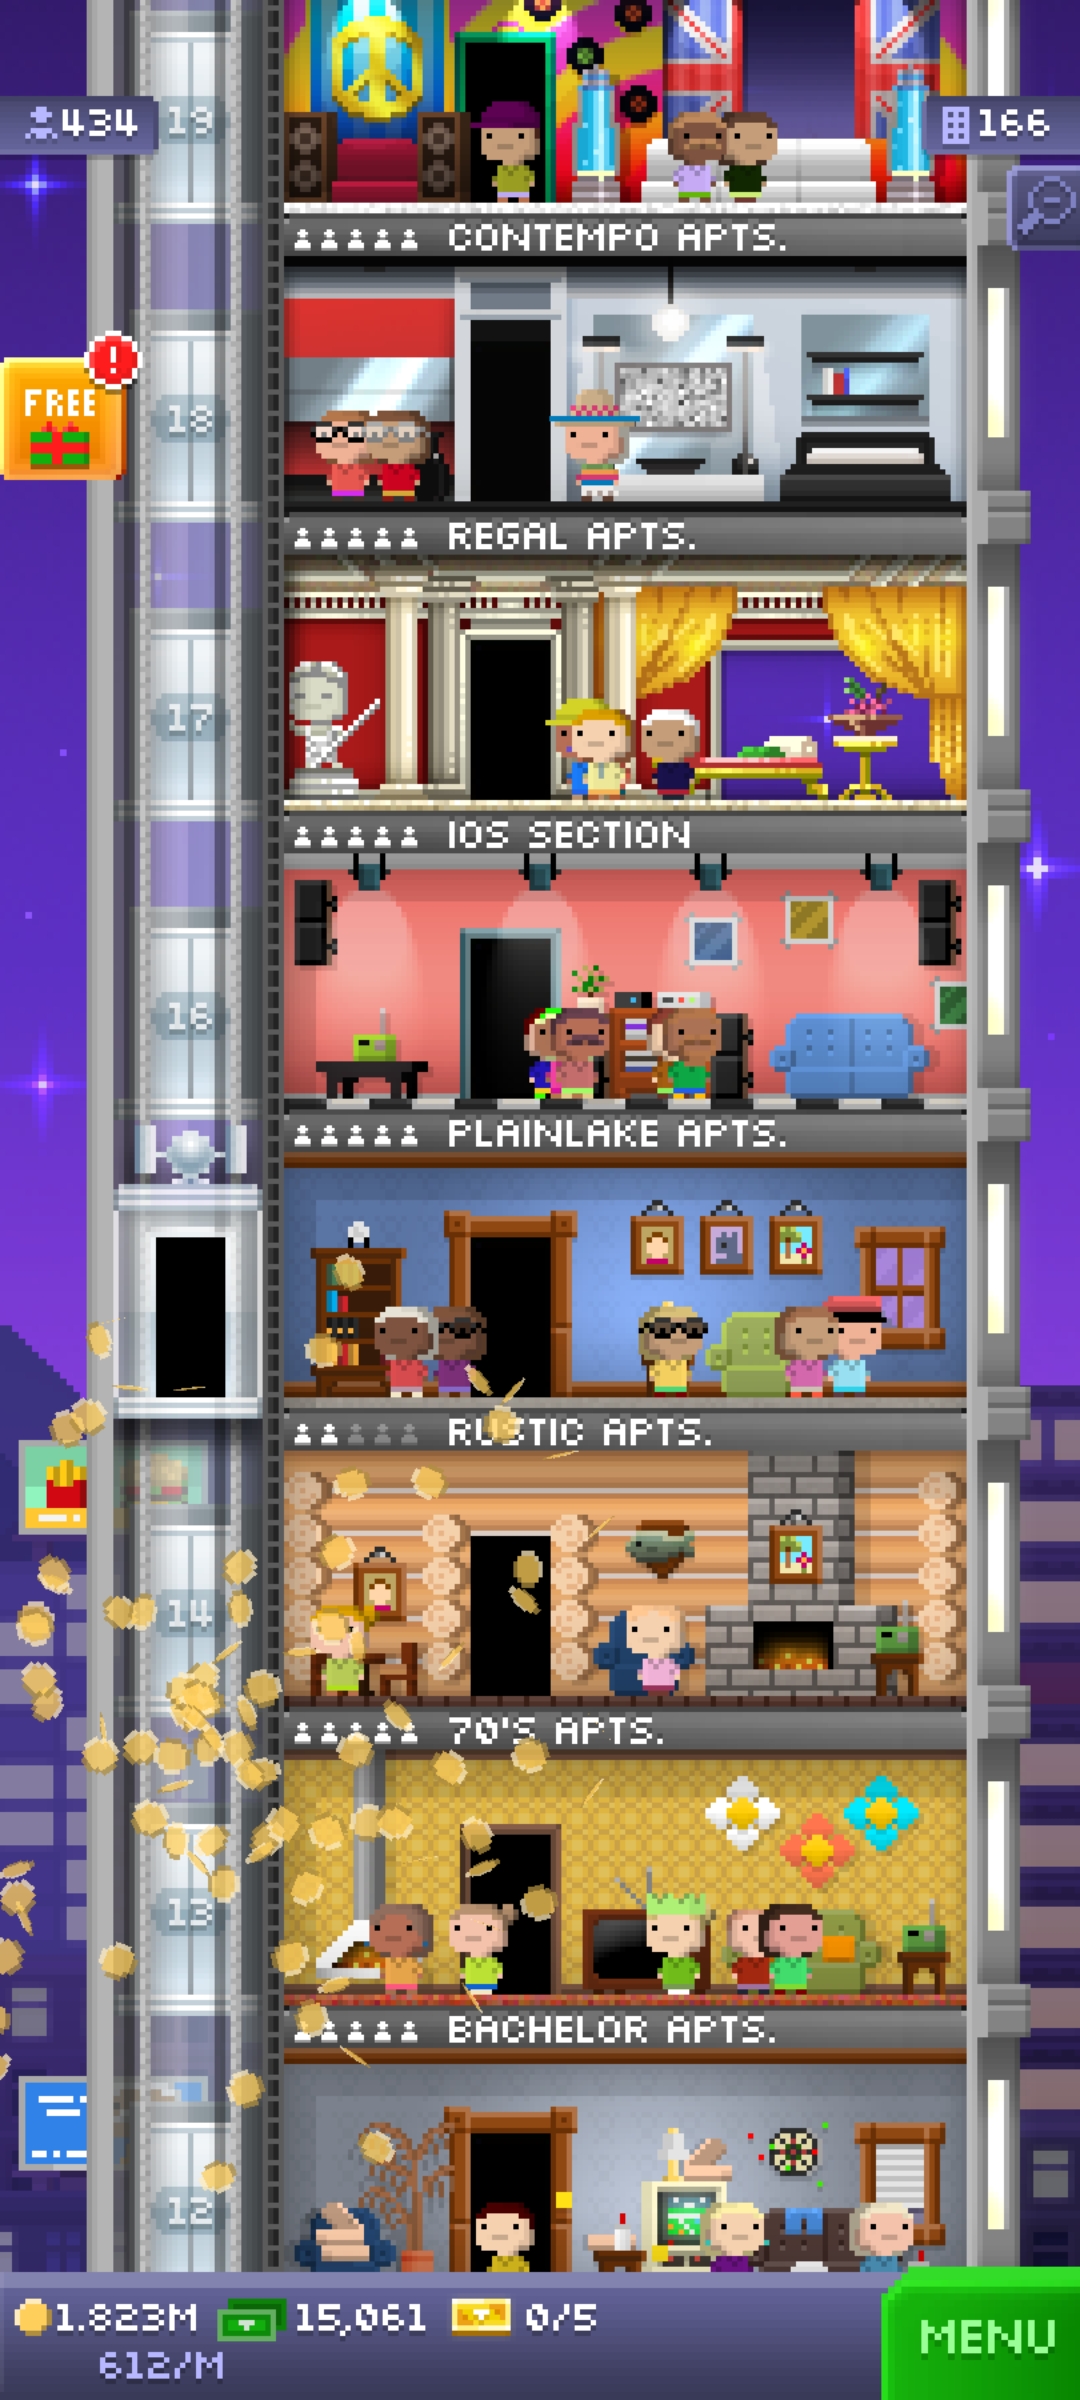 434
19
166
CONTEMPO APTS.
!
FREE
18
REGAL APTS.
17
IOS SECTION
16
PLAINLAKE APTS.
RUSTIC APTS.
14
70'S APTS.
13
BACHELOR APTS.
12
1.823M 15,061 0/5
612/M
MENU